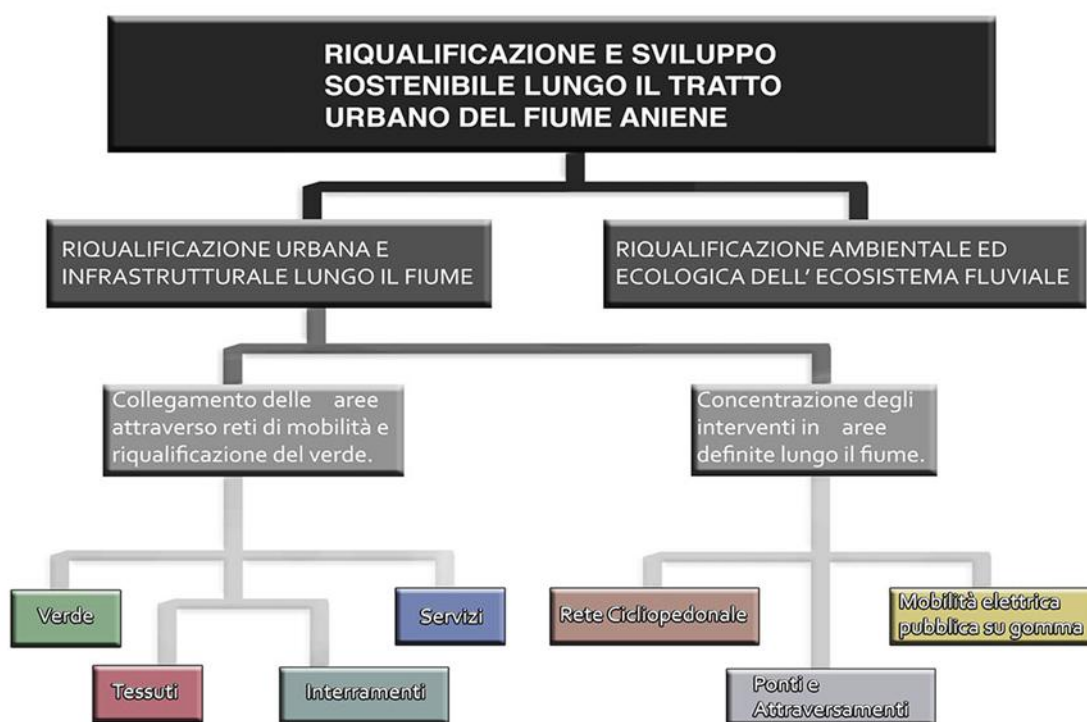 RIQUALIFICAZIONE E SVILUPPO
SOSTENIBILE LUNGO IL TRATTO
URBANO DEL FIUME ANIENE
RIQUALIFICAZIONE URBANA E
INFRASTRUTTURALE LUNGO IL FIUME
RIQUALIFICAZIONE AMBIENTALE ED
ECOLOGICA DELL' ECOSISTEMA FLUVIALE
Collegamento delle aree
attraverso reti di mobilità e
riqualificazione del verde.
Concentrazione degli
interventi in aree
definite lungo il fiume.
Verde
Servizi
Rete Cicliopedonale
Mobilità elettrica
pubblica su gomma
Tessuti
Interramenti
Ponti e
Attraversamenti